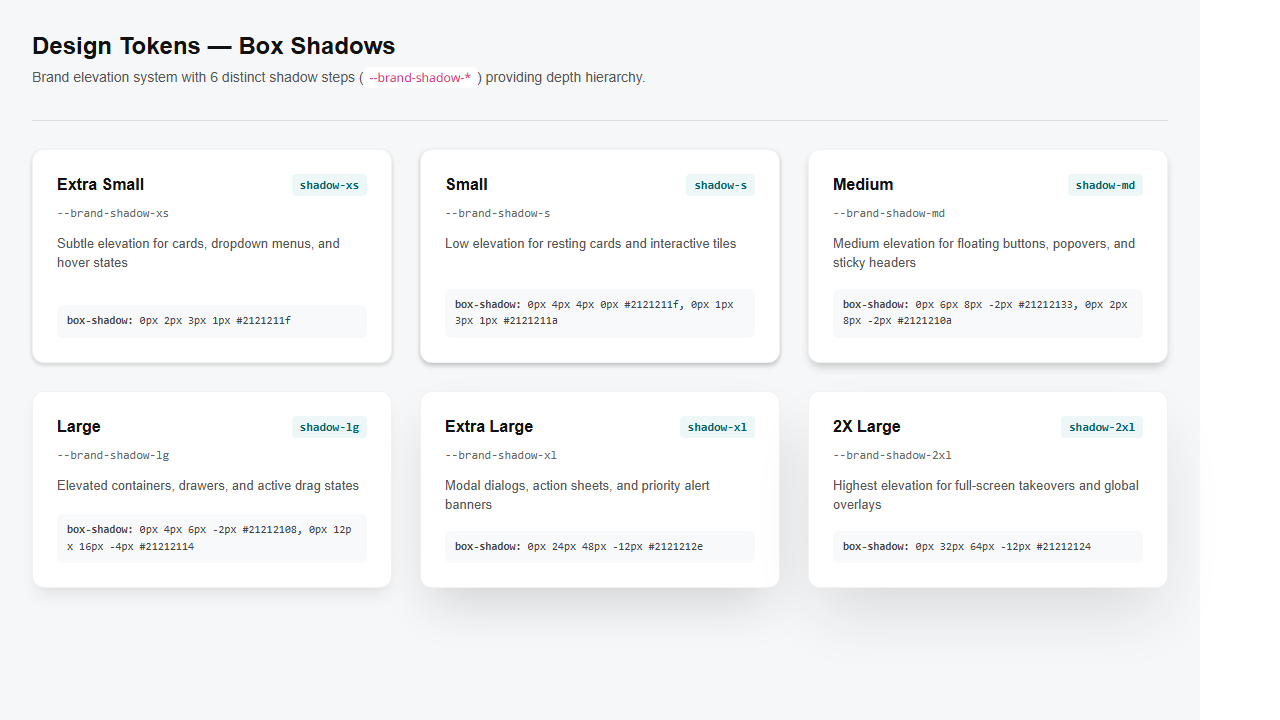 Design Tokens — Box Shadows
Brand elevation system with 6 distinct shadow steps ( --brand-shadow-* ) providing depth hierarchy.
Extra Small
shadow-xs
--brand-shadow-xs
Subtle elevation for cards, dropdown menus, and
hover states
box-shadow: 0px 2px 3px 1px #2121211f
Small
shadow-s
--brand-shadow-s
Low elevation for resting cards and interactive tiles
box-shadow: 0px 4px 4px 0px #2121211f, 0px 1px
3px 1px #2121211a
Medium
shadow-md
--brand-shadow-md
Medium elevation for floating buttons, popovers, and
sticky headers
box-shadow: 0px 6px 8px -2px #21212133, 0px 2px
8px -2px #2121210a
Large
shadow-lg
--brand-shadow-lg
Elevated containers, drawers, and active drag states
box-shadow: 0px 4px 6px -2px #21212108, 0px 12p
x 16px -4px #21212114
Extra Large
shadow-xl
--brand-shadow-xl
Modal dialogs, action sheets, and priority alert
banners
box-shadow: 0px 24px 48px -12px #2121212e
2X Large
shadow-2xl
--brand-shadow-2xl
Highest elevation for full-screen takeovers and global
overlays
box-shadow: 0px 32px 64px -12px #21212124